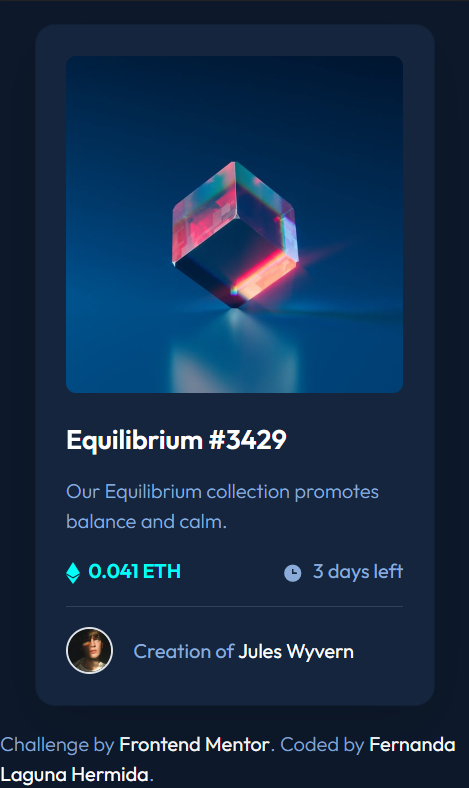 Equilibrium #3429
Our Equilibrium collection promotes
balance and calm.
0.041 ETH
3 days left
Creation of Jules Wyvern
Challenge by Frontend Mentor. Coded by Fernanda
Laguna Hermida.